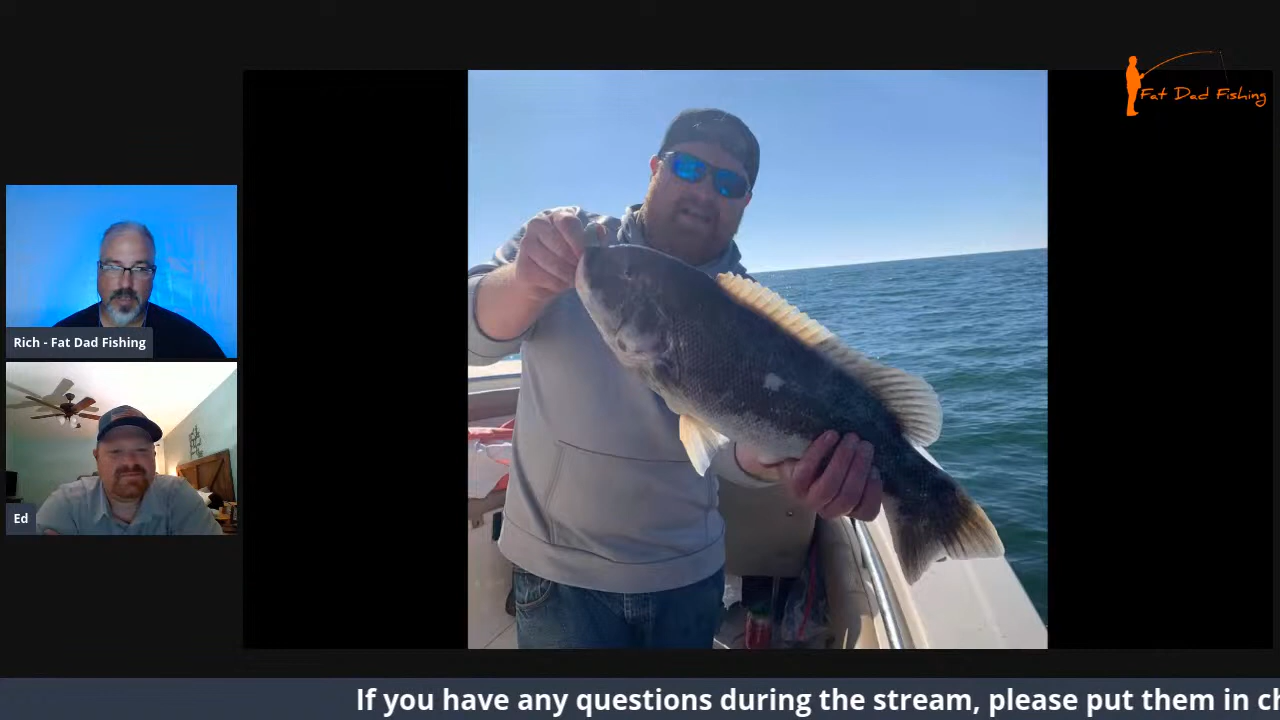 Fat Dad Fishing
Rich - Fat Dad Fishing
Ed
If you have any questions during the stream, please put them in ch